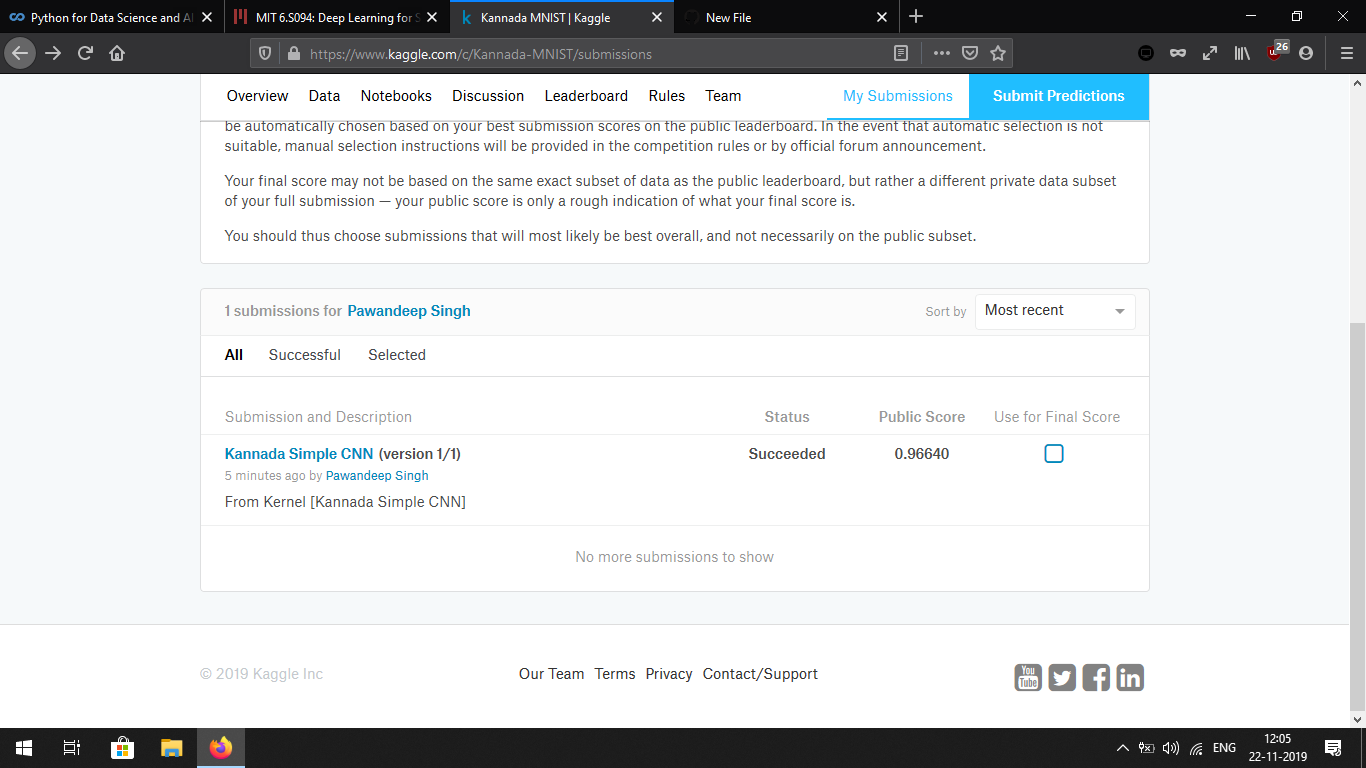 Python for Data Science and Al
MIT 6.S094: Deep Learning for S
Kannada MNIST | Kaggle
New File
https://www.kaggle.com/c/Kannada-MNIST/submissions
26
Overview Data Notebooks Discussion Leaderboard Rules Team My Submissions Submit Predictions
be automatically chosen based on your best submission scores on the public leaderboard. In the event that automatic selection is not
suitable, manual selection instructions will be provided in the competition rules or by official forum announcement.
Your final score may not be based on the same exact subset of data as the public leaderboard, but rather a different private data subset
of your full submission — your public score is only a rough indication of what your final score is.
You should thus choose submissions that will most likely be best overall, and not necessarily on the public subset.
1 submissions for Pawandeep Singh
Sort by Most recent
All Successful Selected
Submission and Description Status Public Score Use for Final Score
Kannada Simple CNN (version 1/1) Succeeded 0.96640
5 minutes ago by Pawandeep Singh
From Kernel [Kannada Simple CNN]
No more submissions to show
© 2019 Kaggle Inc Our Team Terms Privacy Contact/Support
You
Tube
in
ENG
12:05
22-11-2019